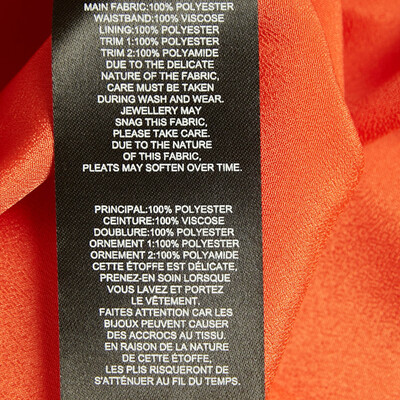 MAIN FABRIC:100% POLYESTER
WAISTBAND:100% VISCOSE
LINING:100% POLYESTER
TRIM 1:100% POLYESTER
TRIM 2:100% POLYAMIDE
DUE TO THE DELICATE
NATURE OF THE FABRIC,
CARE MUST BE TAKEN
DURING WASH AND WEAR.
JEWELLERY MAY
SNAG THIS FABRIC,
PLEASE TAKE CARE.
DUE TO THE NATURE
OF THIS FABRIC,
PLEATS MAY SOFTEN OVER TIME.
PRINCIPAL:100% POLYESTER
CEINTURE:100% VISCOSE
DOUBLURE:100% POLYESTER
ORNEMENT 1:100% POLYESTER
ORNEMENT 2:100% POLYAMIDE
CETTE ÉTOFFE EST DÉLICATE,
PRENEZ-EN SOIN LORSQUE
VOUS LAVEZ ET PORTEZ
LE VÊTEMENT.
FAITES ATTENTION CAR LES
BIJOUX PEUVENT CAUSER
DES ACCROCS AU TISSU.
EN RAISON DE LA NATURE
DE CETTE ÉTOFFE,
LES PLIS RISQUERONT DE
S'ATTÉNUER AU FIL DU TEMPS.